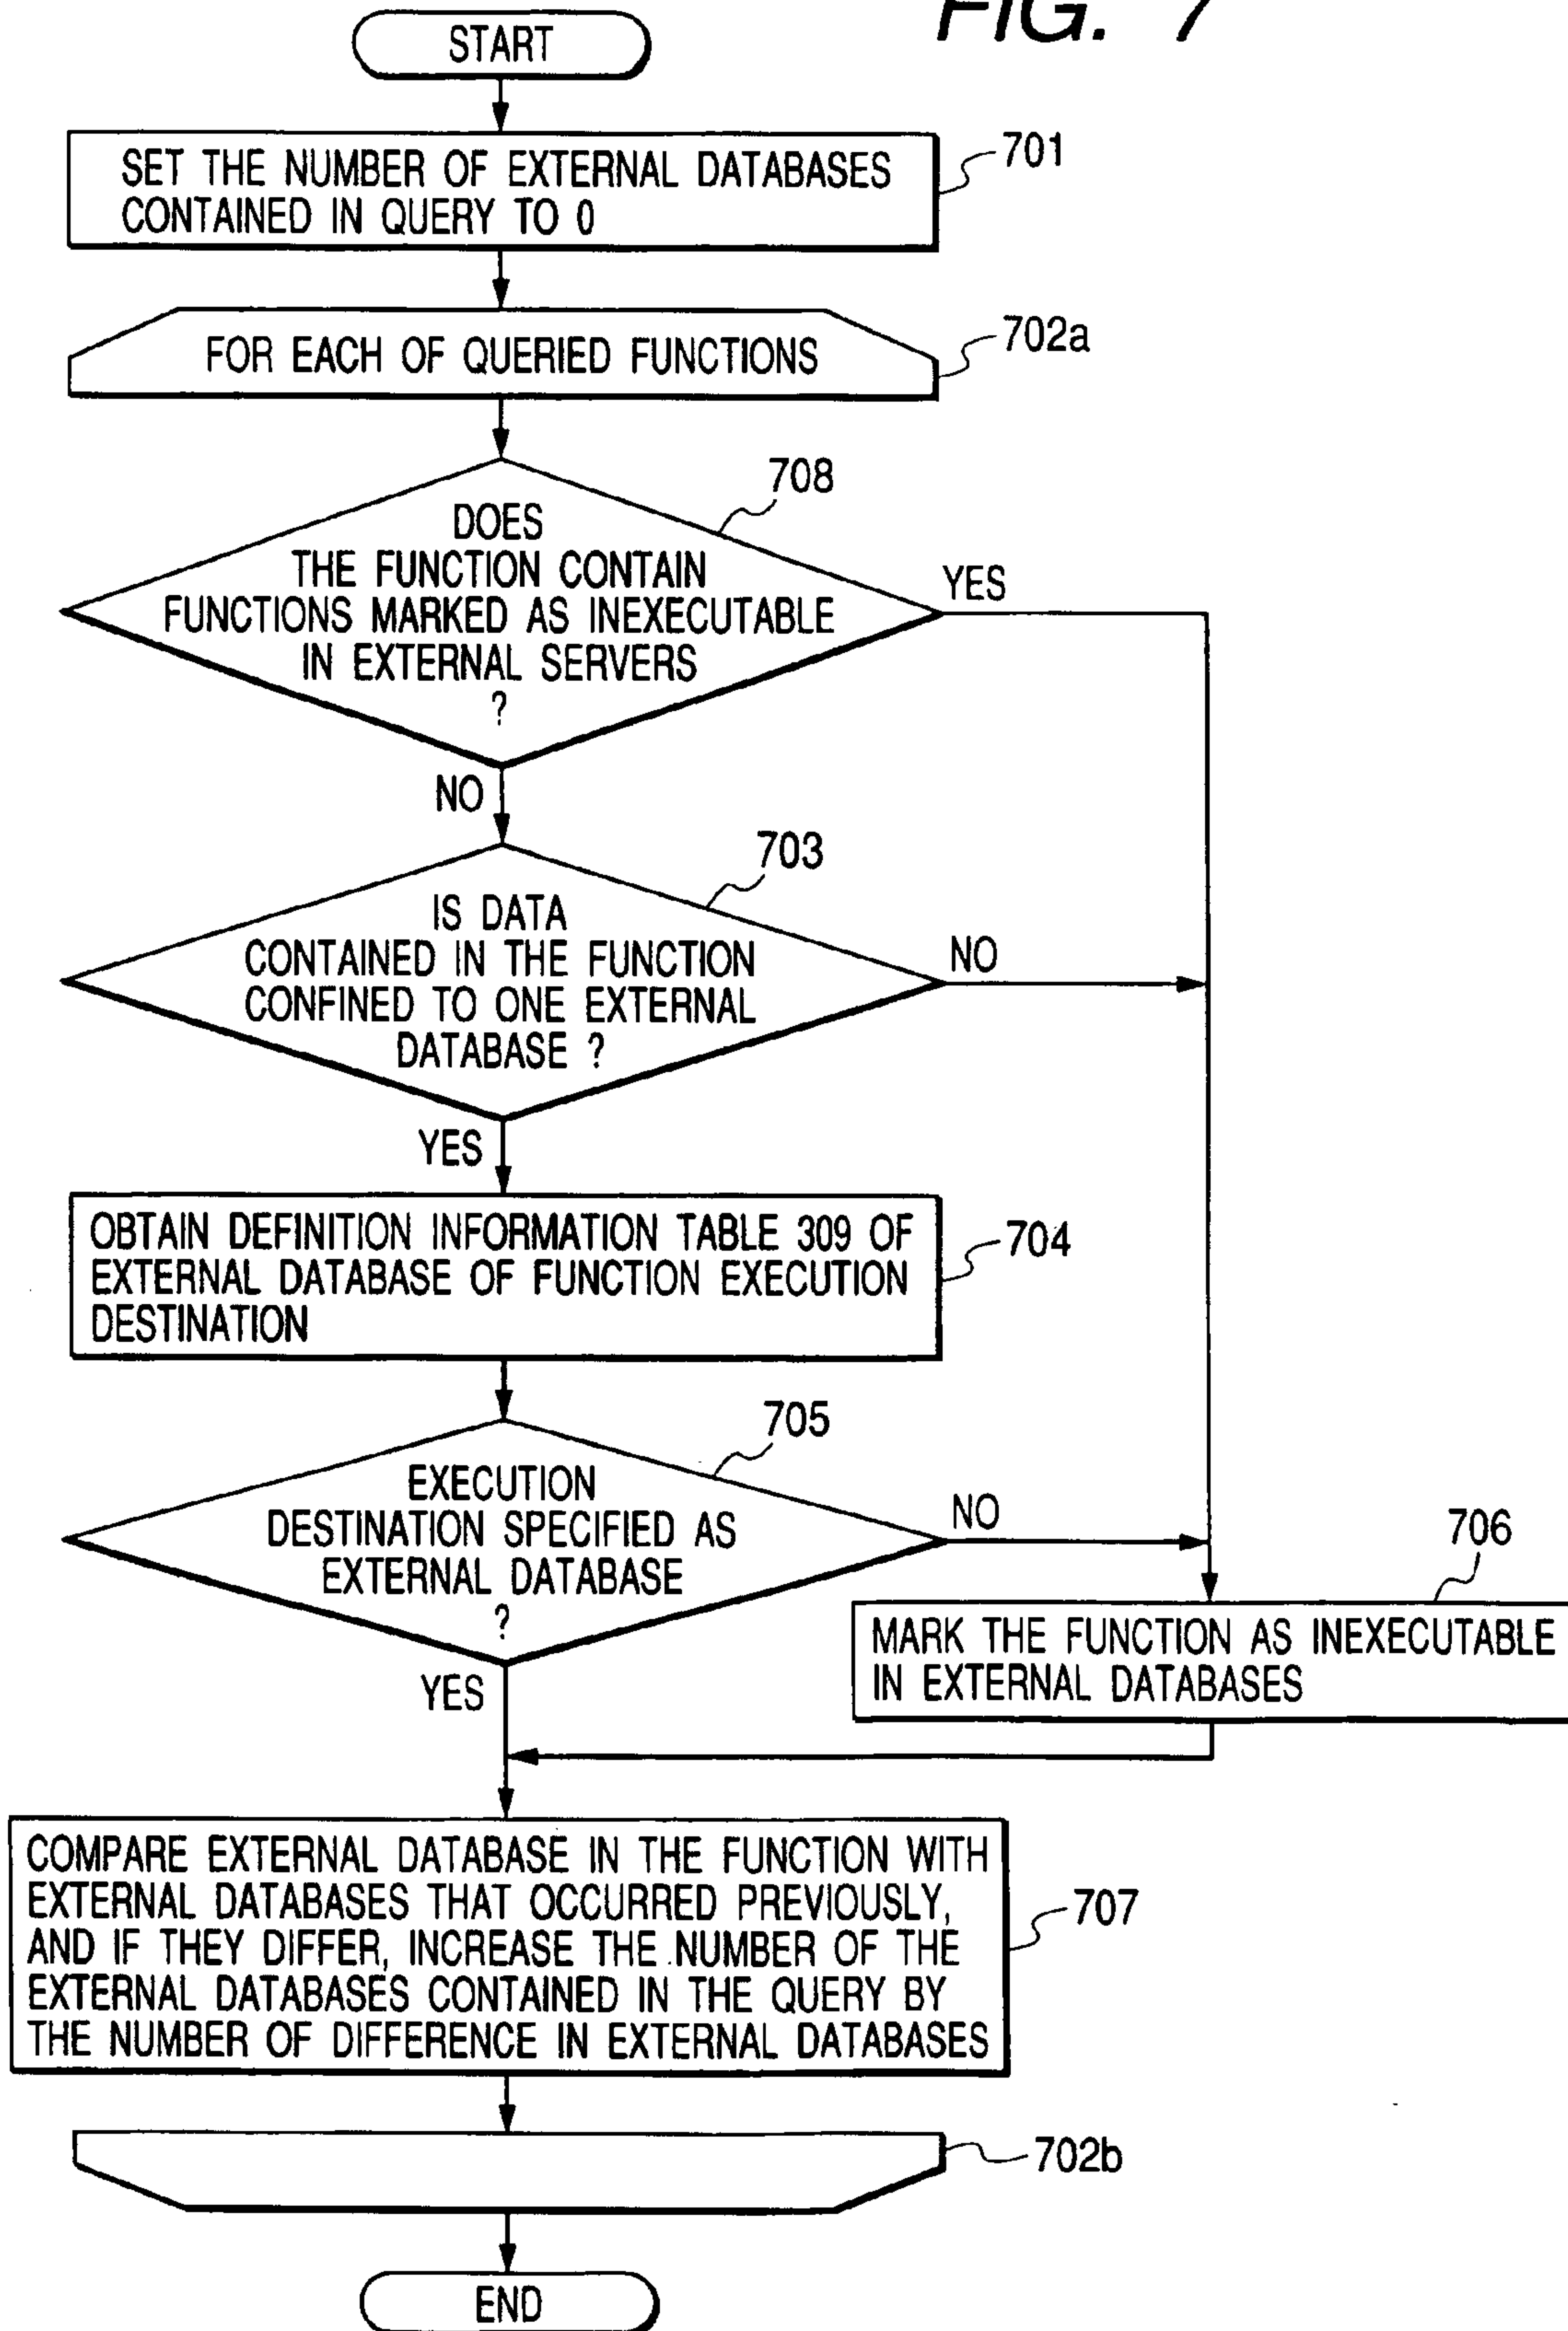 FIG. 7
START
SET THE NUMBER OF EXTERNAL DATABASES
CONTAINED IN QUERY TO 0
701
FOR EACH OF QUERIED FUNCTIONS
702a
708
DOES
THE FUNCTION CONTAIN
FUNCTIONS MARKED AS INEXECUTABLE
IN EXTERNAL SERVERS
?
YES
NO
703
IS DATA
CONTAINED IN THE FUNCTION
CONFINED TO ONE EXTERNAL
DATABASE ?
NO
YES
OBTAIN DEFINITION INFORMATION TABLE 309 OF
EXTERNAL DATABASE OF FUNCTION EXECUTION
DESTINATION
704
705
EXECUTION
DESTINATION SPECIFIED AS
EXTERNAL DATABASE
?
NO
YES
706
MARK THE FUNCTION AS INEXECUTABLE
IN EXTERNAL DATABASES
COMPARE EXTERNAL DATABASE IN THE FUNCTION WITH
EXTERNAL DATABASES THAT OCCURRED PREVIOUSLY,
AND IF THEY DIFFER, INCREASE THE NUMBER OF THE
EXTERNAL DATABASES CONTAINED IN THE QUERY BY
THE NUMBER OF DIFFERENCE IN EXTERNAL DATABASES
707
702b
END